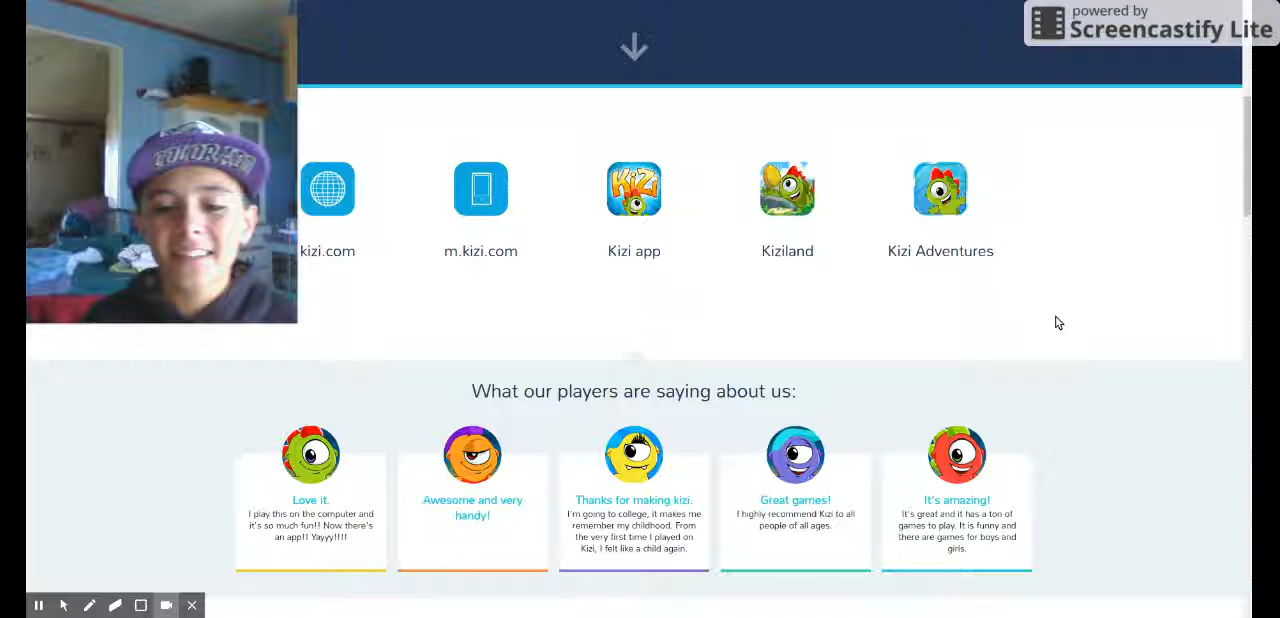 powered by
Screencastify Lite
kizi.com
m.kizi.com
Kizi app
Kiziland
Kizi Adventures
KiZi
What our players are saying about us:
Love it.
I play this on the computer and
it's so much fun!! Now there's
an app!! Yayyy!!!!
Awesome and very
handy!
Thanks for making kizi.
I'm going to college, it makes me
remember my childhood. From
the very first time I played on
Kizi, I felt like a child again.
Great games!
I highly recommend Kizi to all
people of all ages.
It's amazing!
It's great and it has a ton of
games to play. It is funny and
there are games for boys and
girls.